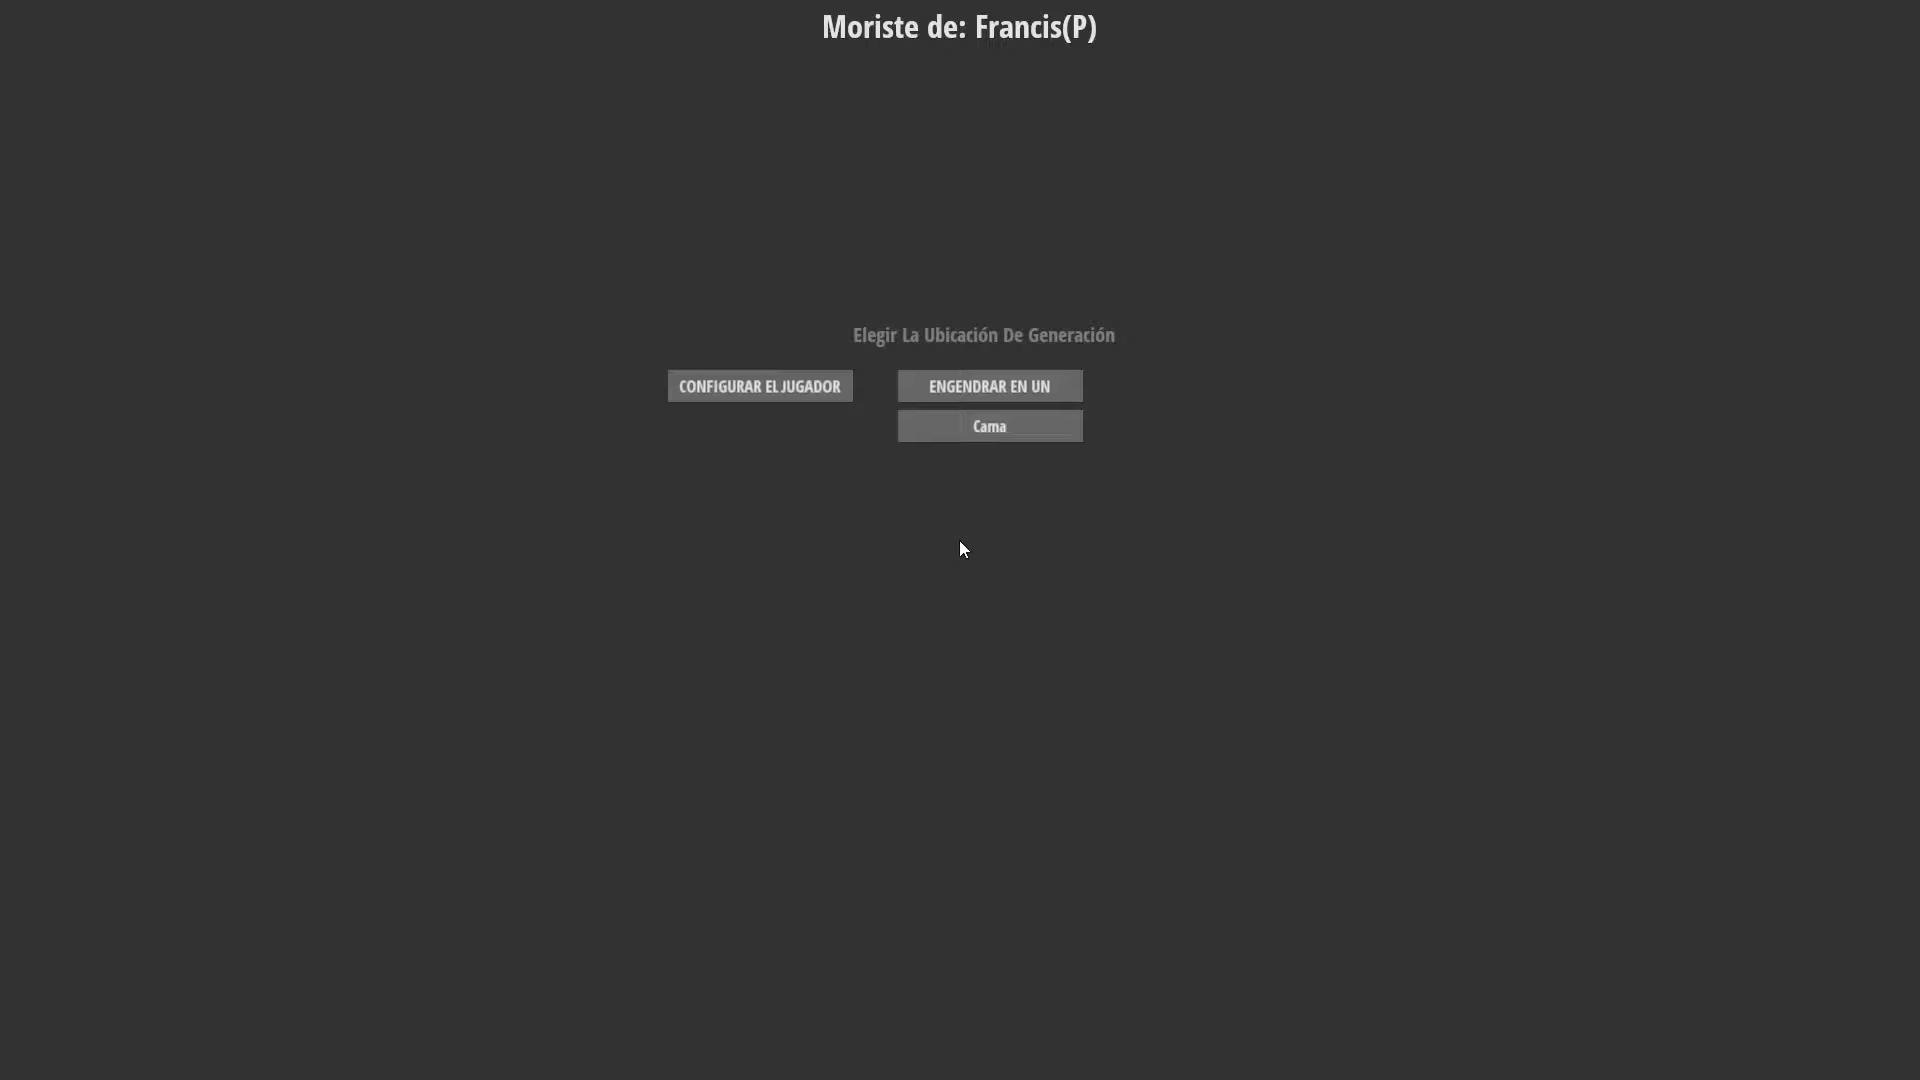 Moriste de: Francis(P)
Elegir La Ubicación De Generación
CONFIGURAR EL JUGADOR
ENGENDRAR EN UN
Cama